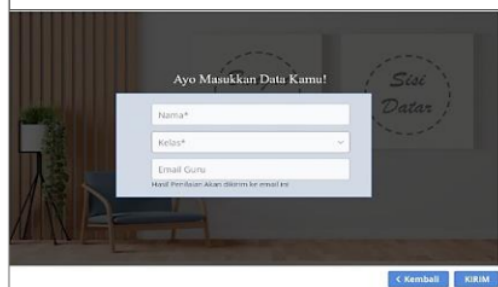 Sisi
Datar
Ayo Masukkan Data Kamu!
Nama*
Kelas*
Email Guru
Hasil Penilaian Akan dikirim ke email ini
< Kembali
KIRIM